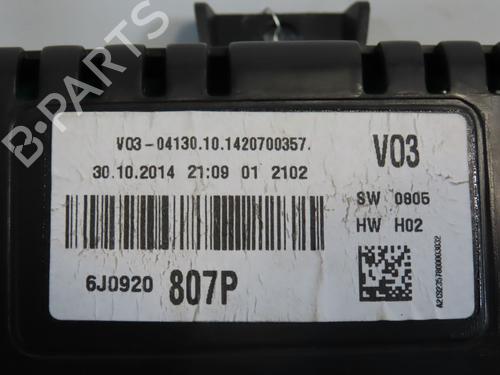 B-PARTS
V03-04130.10.1420700357.
V03
30.10.2014 21:09 01 2102
SW 0805
HW H02
6J0920 807P
A2C92357800003032